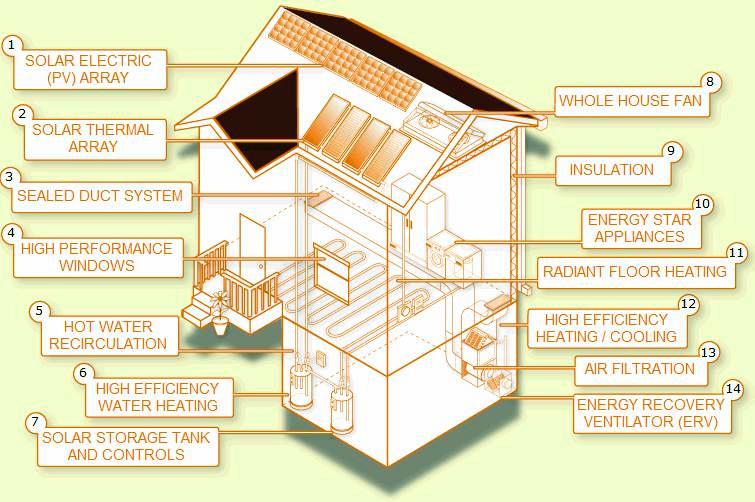 1
SOLAR ELECTRIC
(PV) ARRAY
2
SOLAR THERMAL
ARRAY
3
SEALED DUCT SYSTEM
4
HIGH PERFORMANCE
WINDOWS
5
HOT WATER
RECIRCULATION
6
HIGH EFFICIENCY
WATER HEATING
7
SOLAR STORAGE TANK
AND CONTROLS
8
WHOLE HOUSE FAN
9
INSULATION
10
ENERGY STAR
APPLIANCES
11
RADIANT FLOOR HEATING
12
HIGH EFFICIENCY
HEATING / COOLING
13
AIR FILTRATION
14
ENERGY RECOVERY
VENTILATOR (ERV)